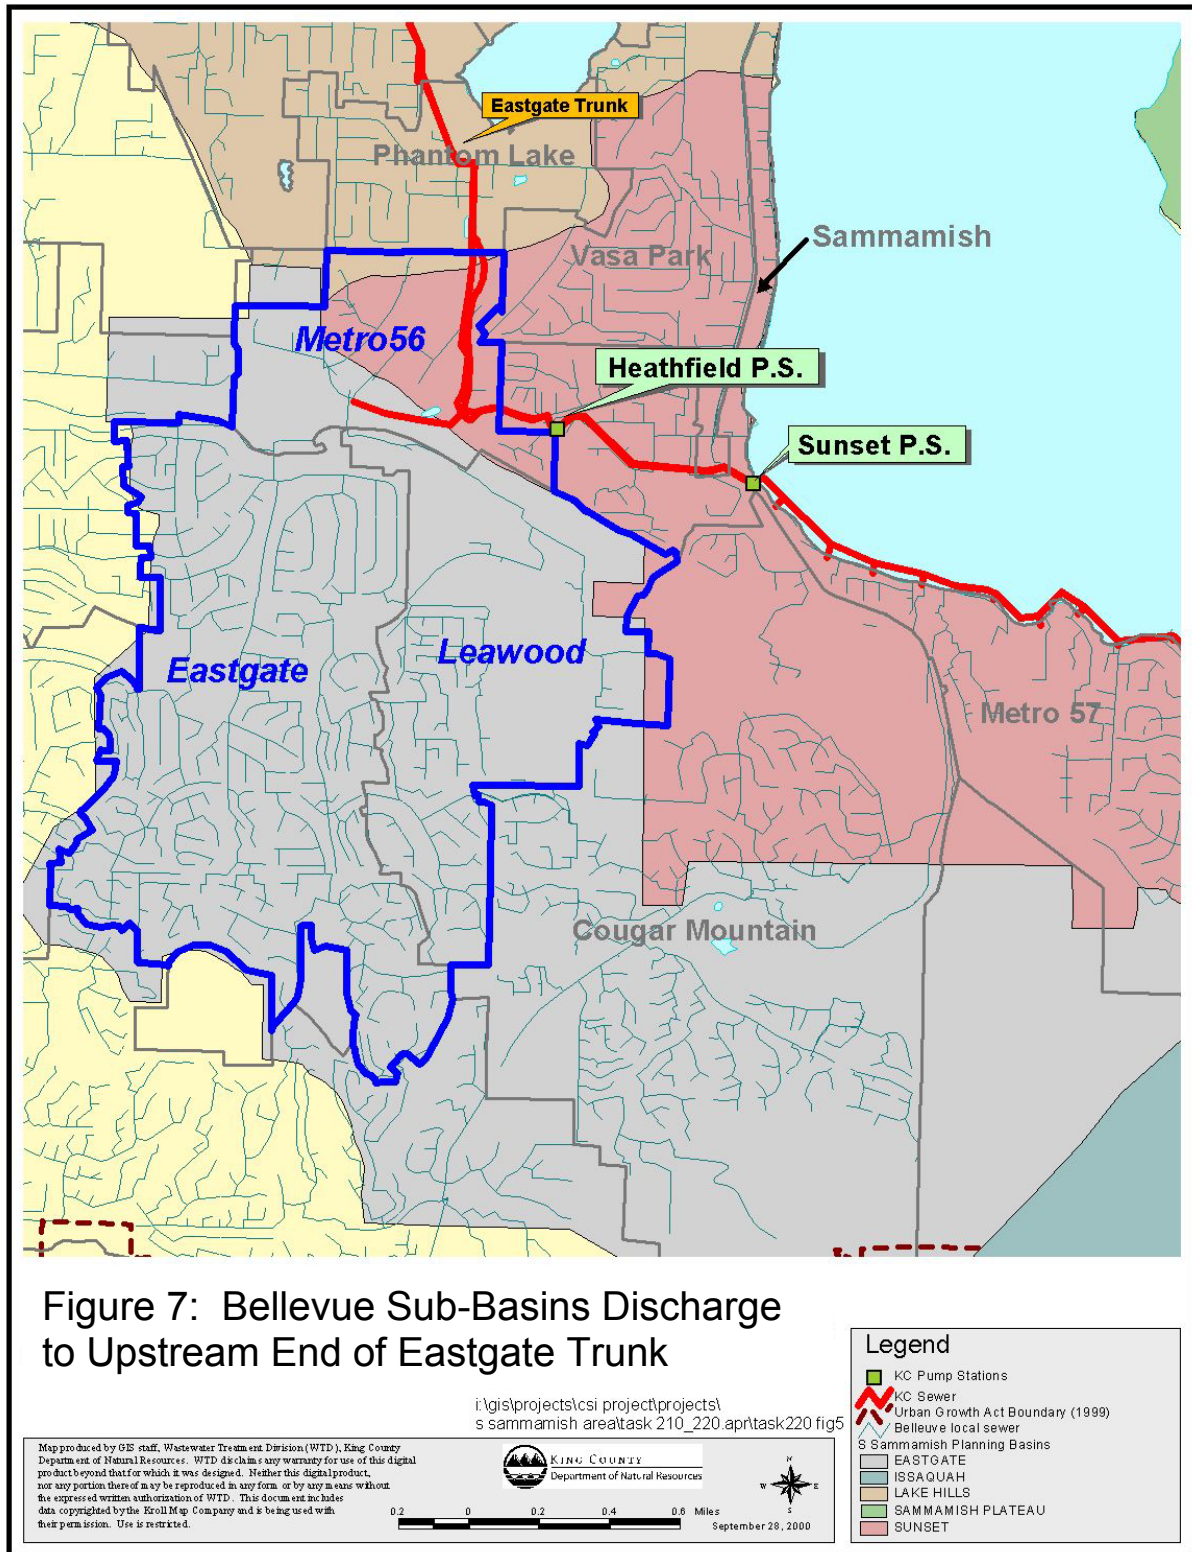 Eastgate Trunk
Phantom Lake
Sammamish
Vasa Park
Metro56
Heathfield P.S.
Sunset P.S.
Leawood
Eastgate
Metro 57
Cougar Mountain
Figure 7: Bellevue Sub-Basins Discharge
to Upstream End of Eastgate Trunk
i:\gis\projects\csi project\projects\
s sammamish area\task 210_220.apr\task220 fig5
Legend
KC Pump Stations
KC Sewer
Urban Growth Act Boundary (1999)
Belleuve local sewer
S Sammamish Planning Basins
EASTGATE
ISSAQUAH
LAKE HILLS
SAMMAMISH PLATEAU
SUNSET
Map produced by GIS staff, Wastewater Treatment Division (WTD), King County
Department of Natural Resources. WTD disclaims any warranty for use of this digital
product beyond that for which it was designed. Neither this digital product,
nor any portion thereof may be reproduced in any form or by any means without
the expressed written authorization of WTD. This document includes
data copyrighted by the Kroll Map Company and is being used with
their permission. Use is restricted.
KING COUNTY
Department of Natural Resources
N
W E
S
0.2 0 0.2 0.4 0.6 Miles
September 28, 2000